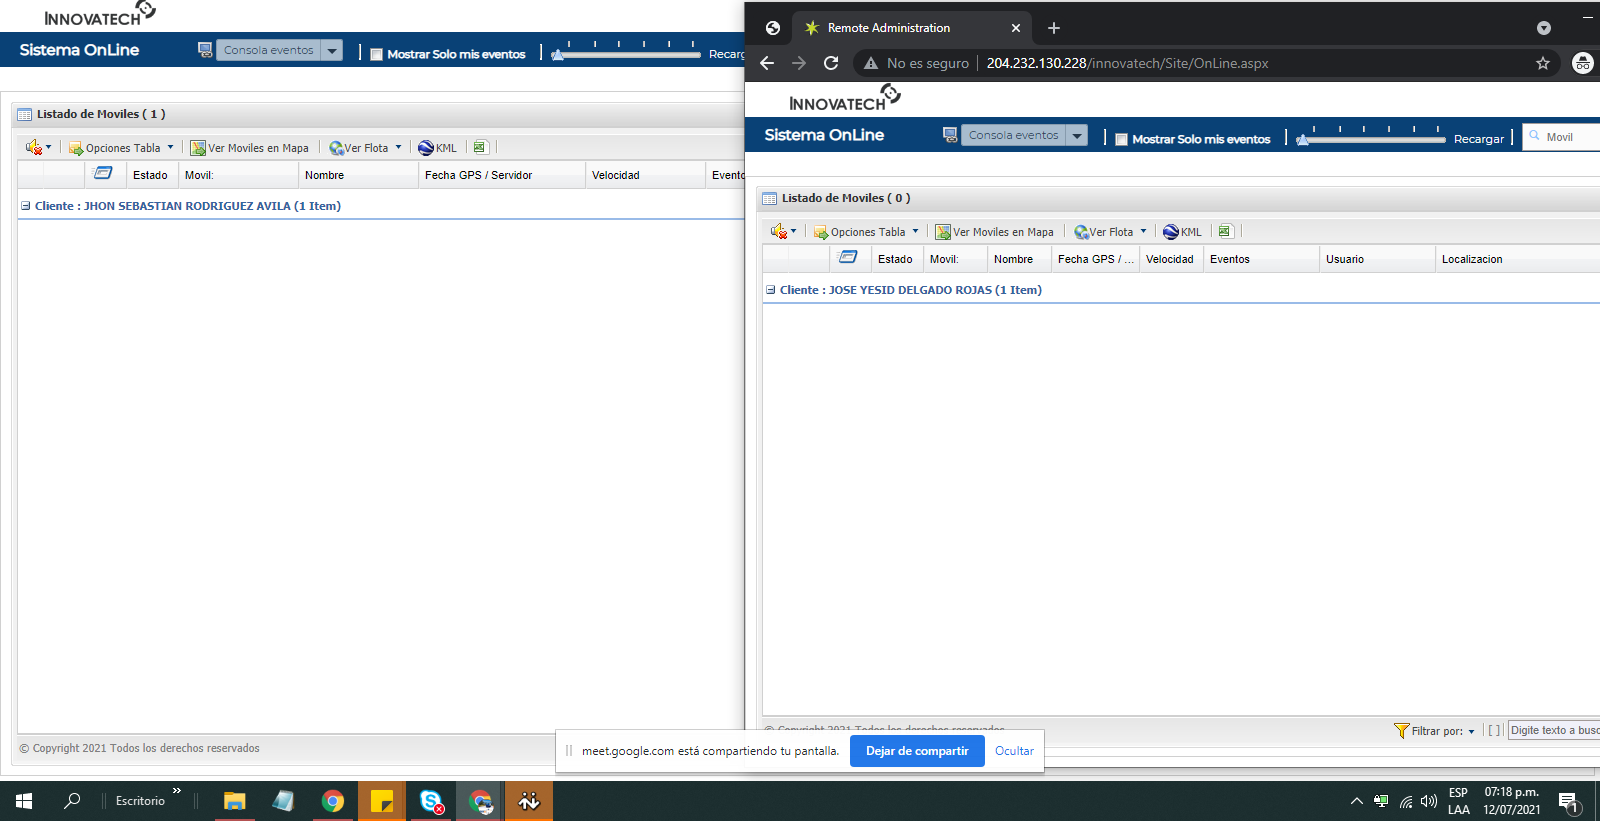 INNOVATECH
Sistema OnLine
Consola eventos
Mostrar Solo mis eventos
Recarg
Listado de Moviles ( 1 )
Opciones Tabla
Ver Moviles en Mapa
Ver Flota
KML
Estado
Movil:
Nombre
Fecha GPS / Servidor
Velocidad
Evento
Cliente : JHON SEBASTIAN RODRIGUEZ AVILA (1 Item)
© Copyright 2021 Todos los derechos reservados
Remote Administration
No es seguro
204.232.130.228/innovatech/Site/OnLine.aspx
INNOVATECH
Sistema OnLine
Consola eventos
Mostrar Solo mis eventos
Recargar
Movil
Listado de Moviles ( 0 )
Opciones Tabla
Ver Moviles en Mapa
Ver Flota
KML
Estado
Movil:
Nombre
Fecha GPS / ...
Velocidad
Eventos
Usuario
Localizacion
Cliente : JOSE YESID DELGADO ROJAS (1 Item)
© Copyright 2021 Todos los derechos reservados
Filtrar por:
[ ]
Digite texto a busc
meet.google.com está compartiendo tu pantalla.
Dejar de compartir
Ocultar
Escritorio
ESP
LAA
07:18 p.m.
12/07/2021
1